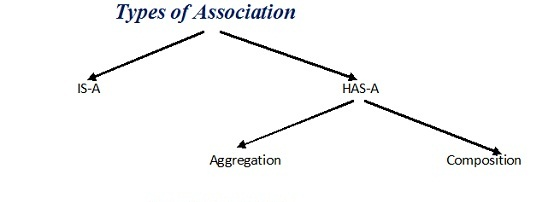 Types of Association
IS-A
HAS-A
Aggregation
Composition